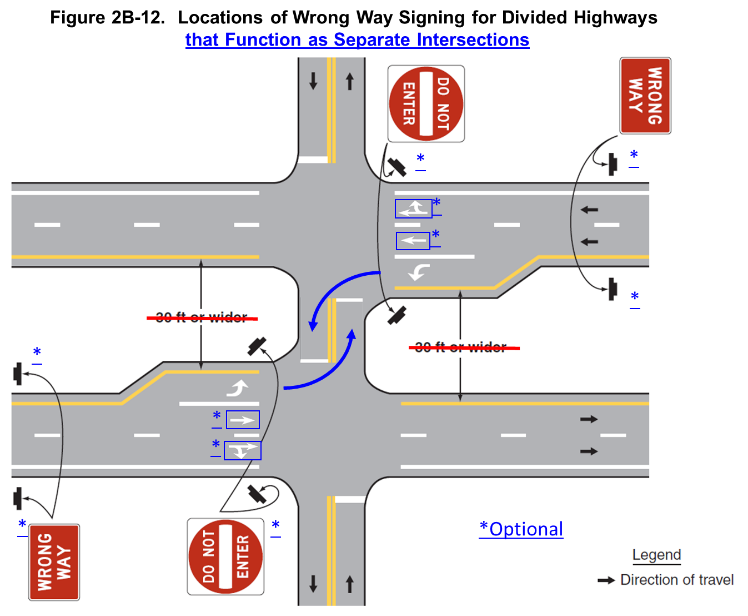 Figure 2B-12. Locations of Wrong Way Signing for Divided Highways
that Function as Separate Intersections
DO NOT
ENTER
WRONG
WAY
*
*
*
*
30 ft or wider
*
30 ft or wider
*
*
*
DO NOT
ENTER
*
*
WRONG
WAY
*Optional
Legend
Direction of travel